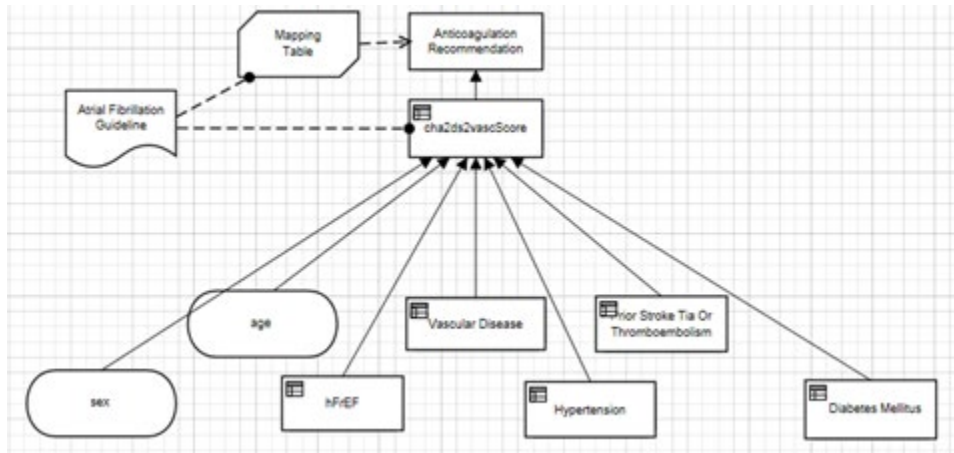 Mapping
Table
Anticoagulation
Recommendation
Atrial Fibrillation
Guideline
cha2ds2vascScore
age
Vascular Disease
Prior Stroke Tia Or
Thromboembolism
sex
hFrEF
Hypertension
Diabetes Mellitus